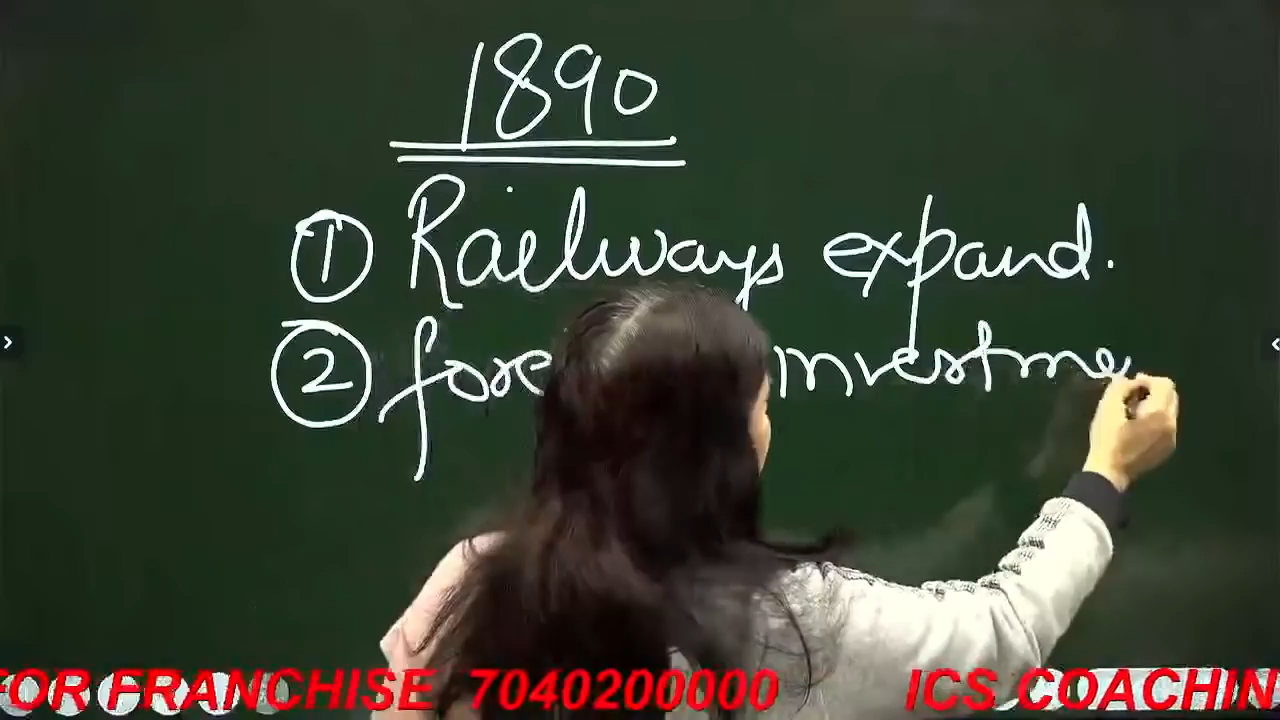 1890
① Railways expand.
② fore investme
FOR FRANCHISE 7040200000 ICS COACHIN